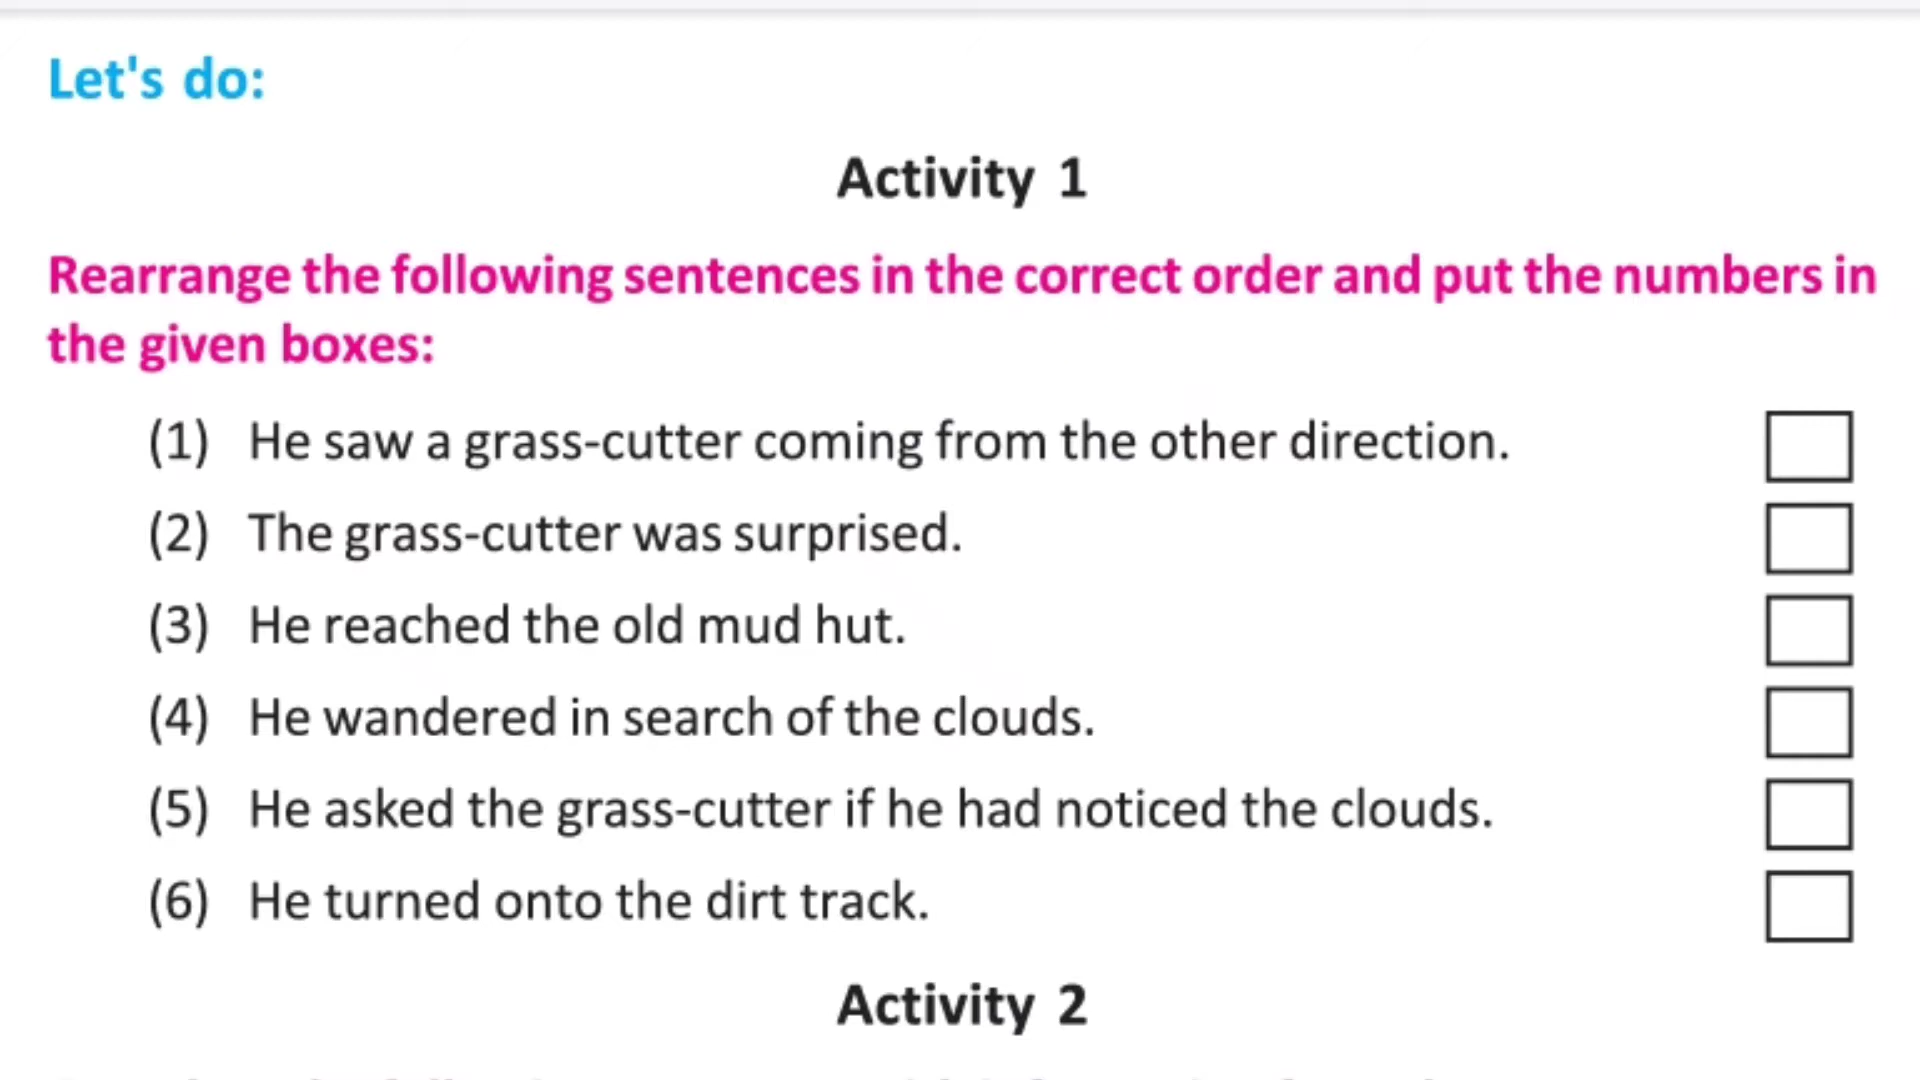 Let's do:
Activity 1
Rearrange the following sentences in the correct order and put the numbers in
the given boxes:
(1) He saw a grass-cutter coming from the other direction.
(2) The grass-cutter was surprised.
(3) He reached the old mud hut.
(4) He wandered in search of the clouds.
(5) He asked the grass-cutter if he had noticed the clouds.
(6) He turned onto the dirt track.
Activity 2